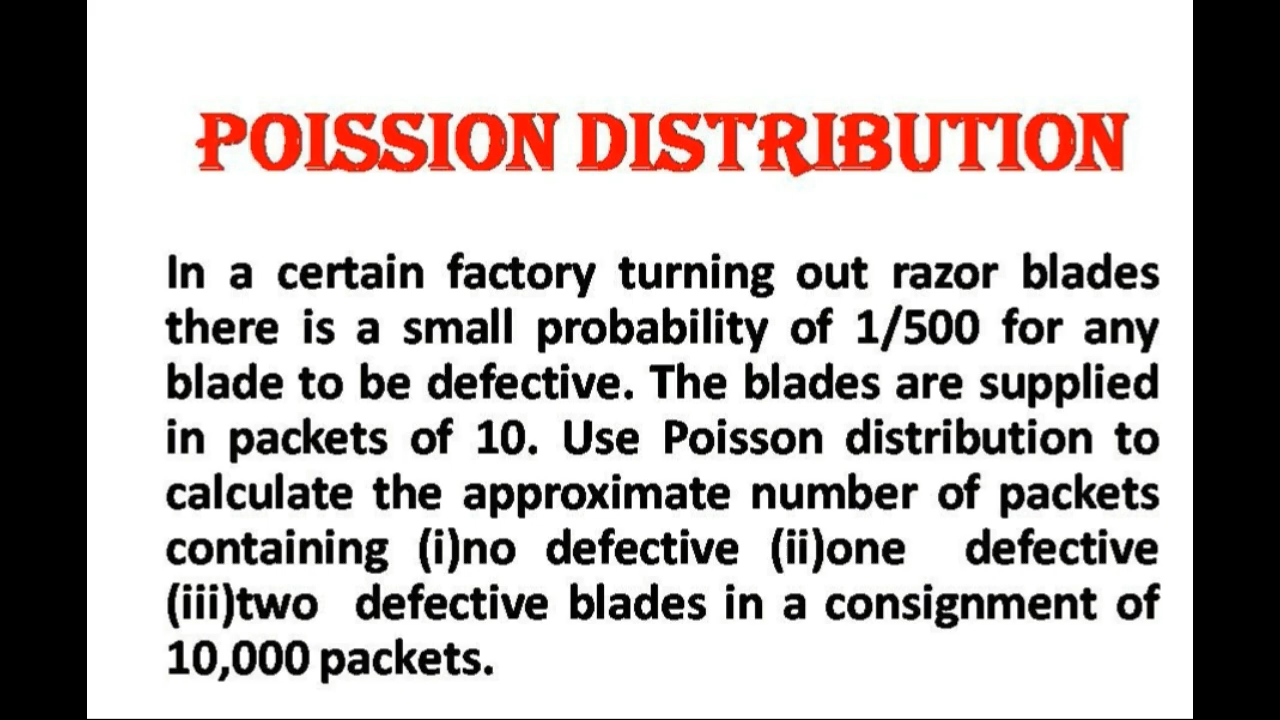 POISSION DISTRIBUTION
In a certain factory turning out razor blades
there is a small probability of 1/500 for any
blade to be defective. The blades are supplied
in packets of 10. Use Poisson distribution to
calculate the approximate number of packets
containing (i)no defective (ii)one defective
(iii)two defective blades in a consignment of
10,000 packets.